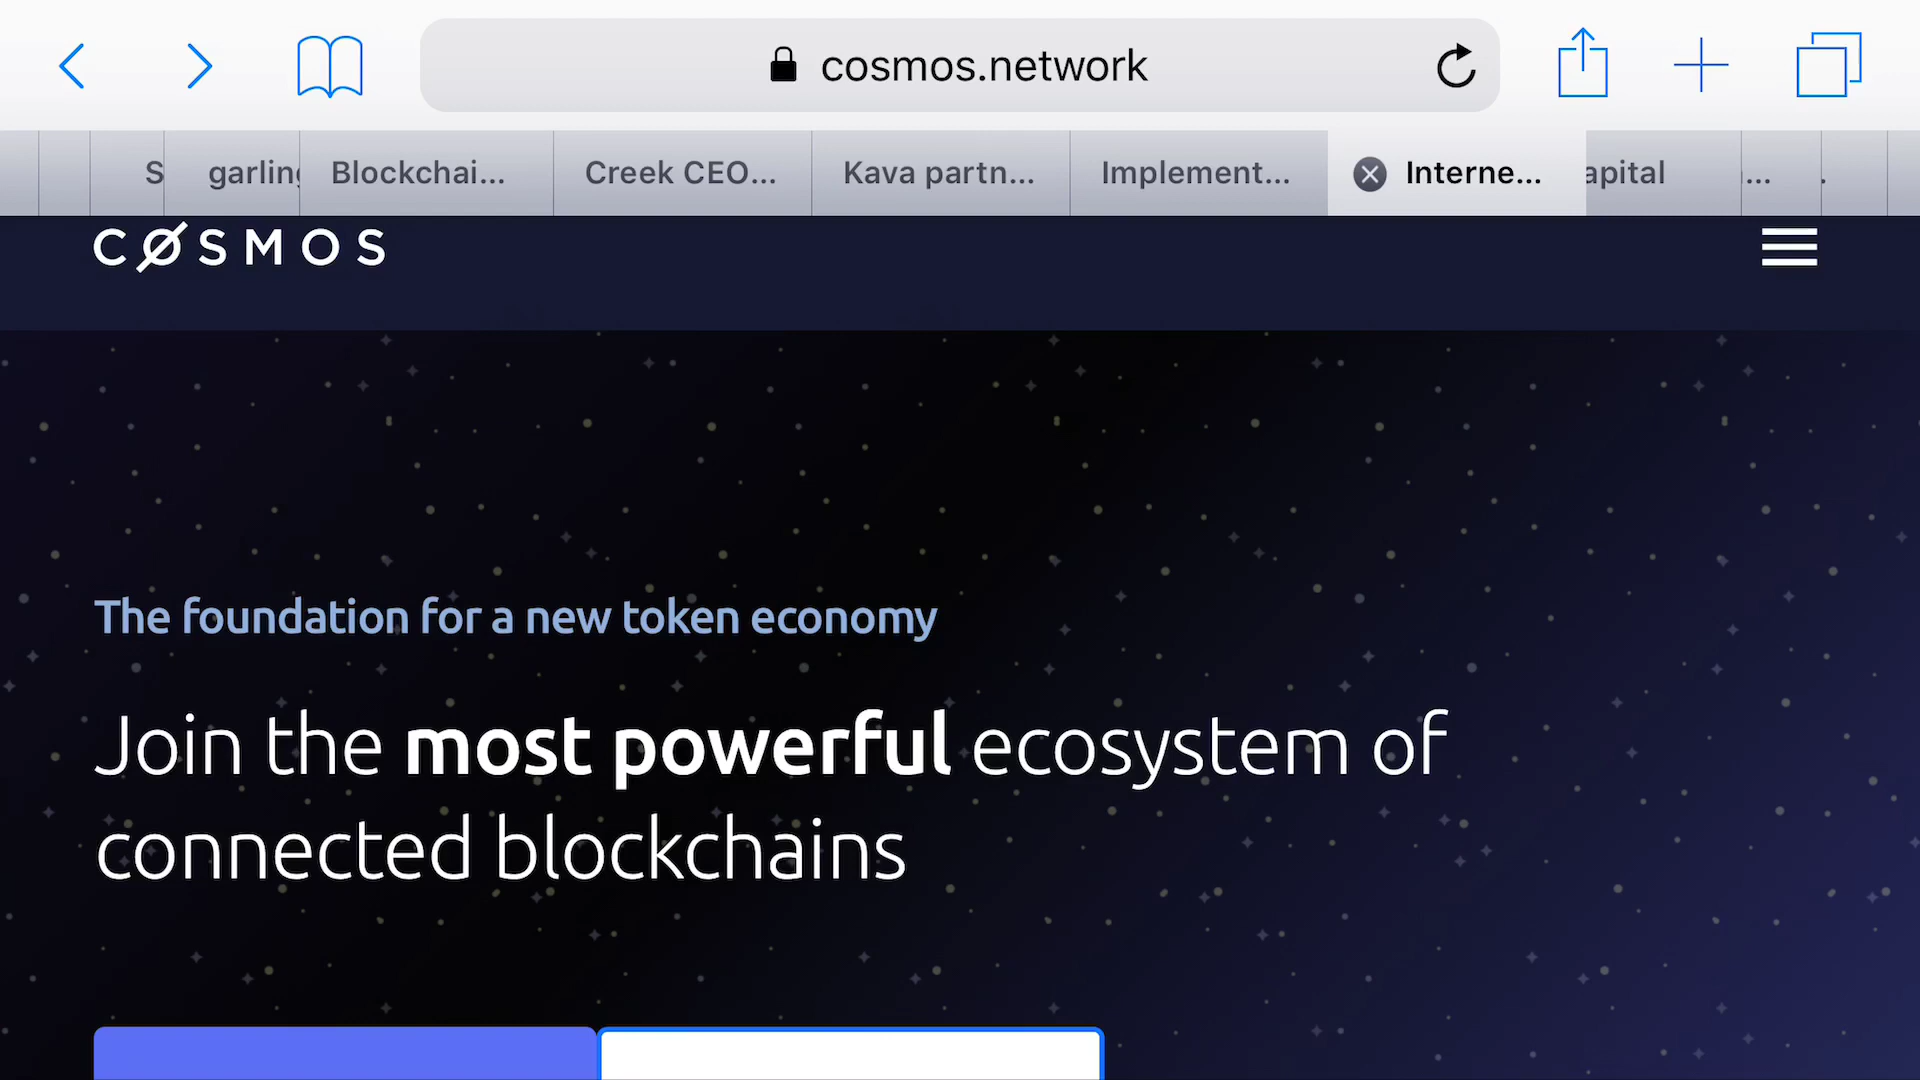 cosmos.network
S
garling
Blockchai...
Creek CEO...
Kava partn...
Implement...
Interne...
apital
...
.
CØSMOS
The foundation for a new token economy
Join the most powerful ecosystem of
connected blockchains